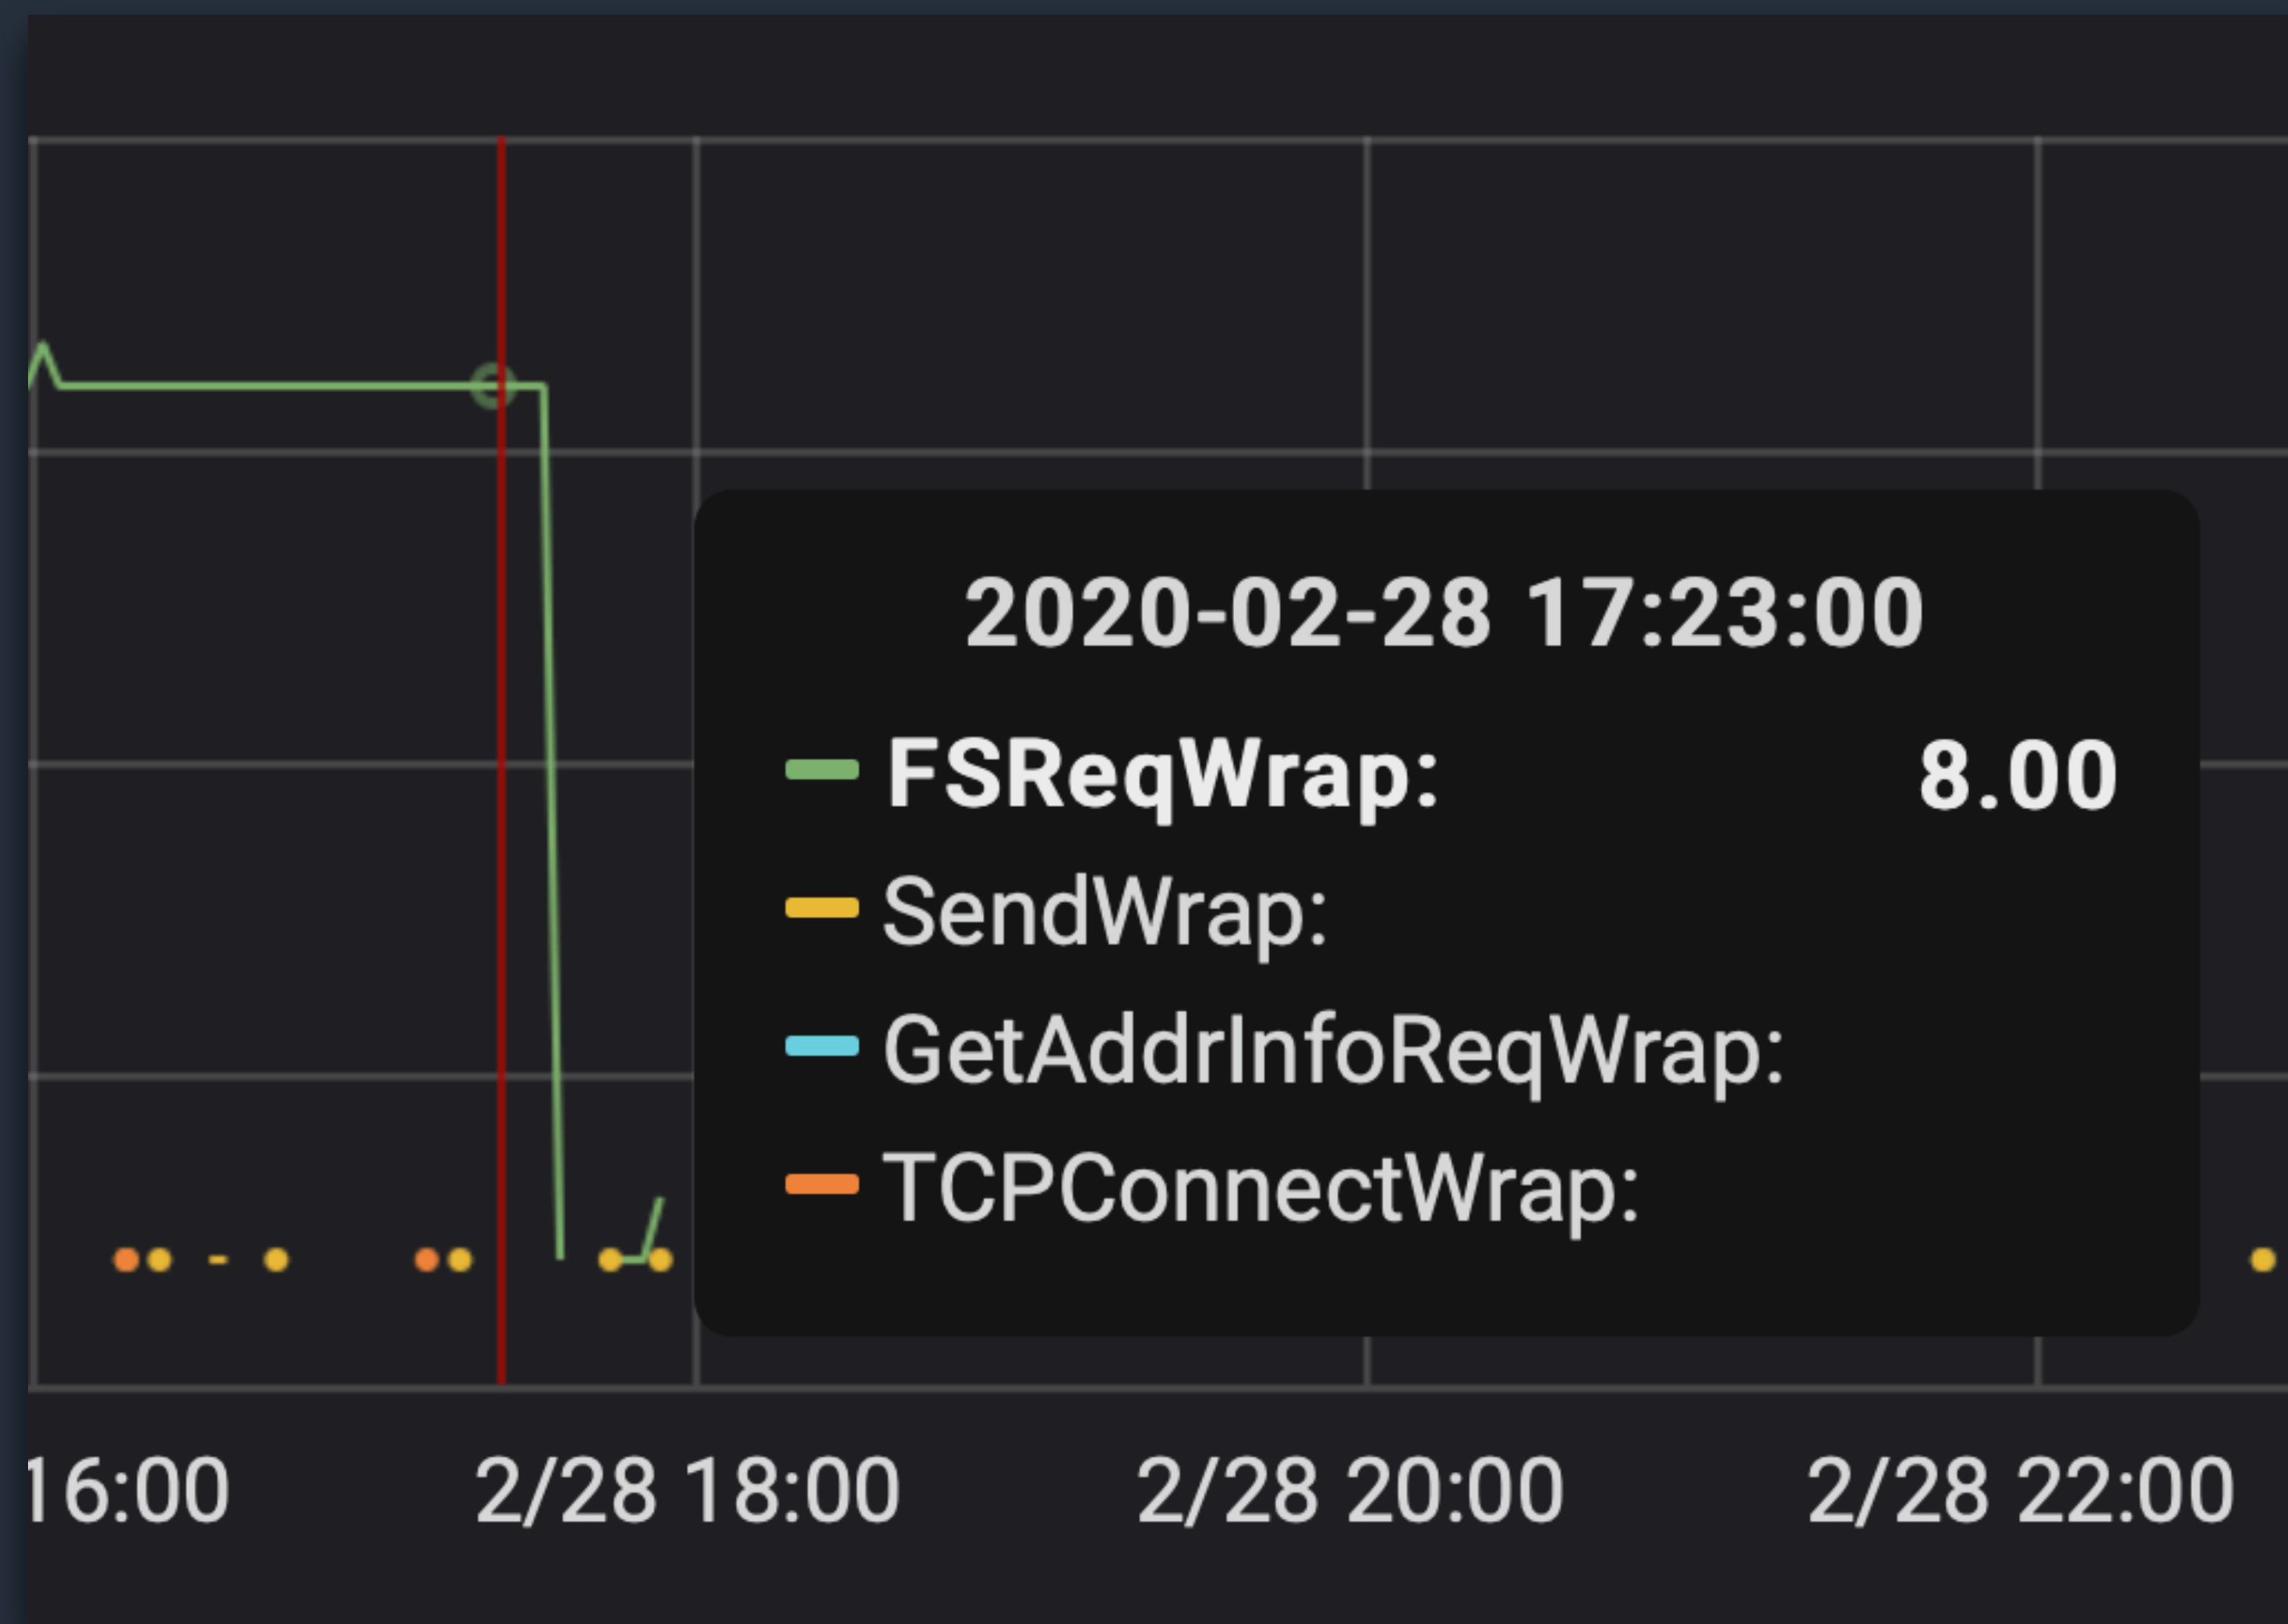 2020-02-28 17:23:00
FSReqWrap: 8.00
SendWrap:
GetAddrInfoReqWrap:
TCPConnectWrap:
16:00 2/28 18:00 2/28 20:00 2/28 22:00